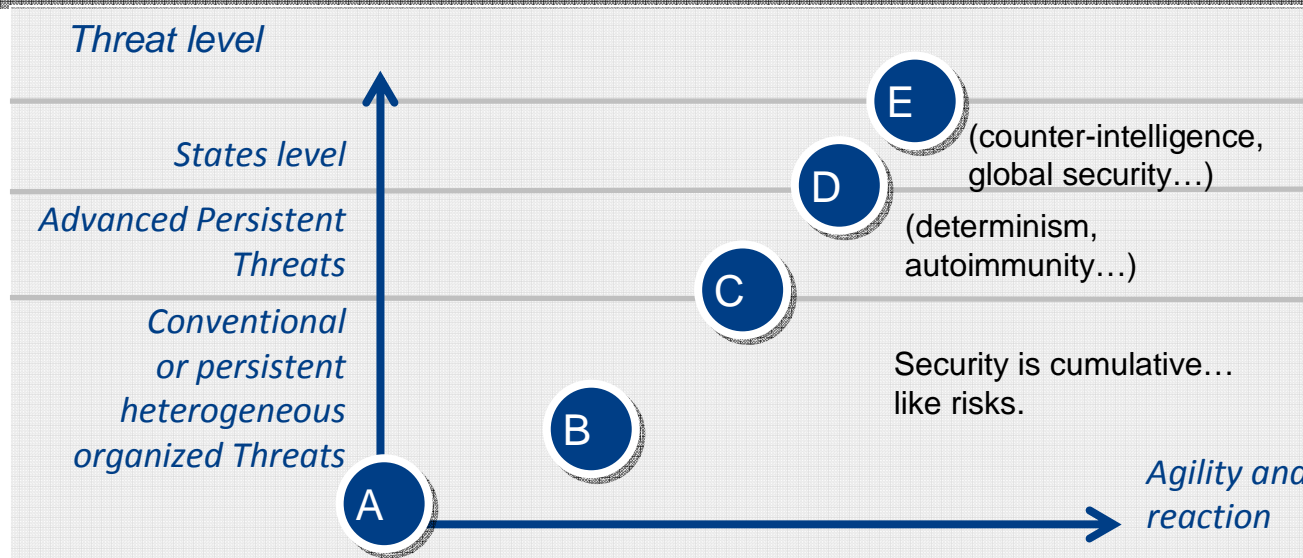 Threat level
E
States level
(counter-intelligence,
global security…)
D
Advanced Persistent
Threats
(determinism,
autoimmunity…)
C
Conventional
or persistent
heterogeneous
organized Threats
Security is cumulative…
like risks.
B
A
Agility and
reaction